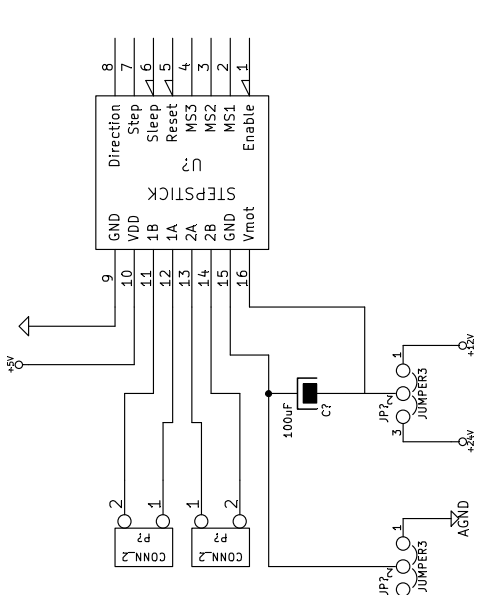 8
7
6
5
4
3
2
1
Direction
Step
Sleep
Reset
MS3
MS2
MS1
Enable
U?
STEPSTICK
GND
VDD
1B
1A
2A
2B
GND
Vmot
9
10
11
12
13
14
15
16
+5V
+12V
1
JP?
2
JUMPER3
3
+24V
100uF
C?
2
1
1
2
P?
CONN_2
P?
CONN_2
AGND
1
JP?
2
JUMPER3